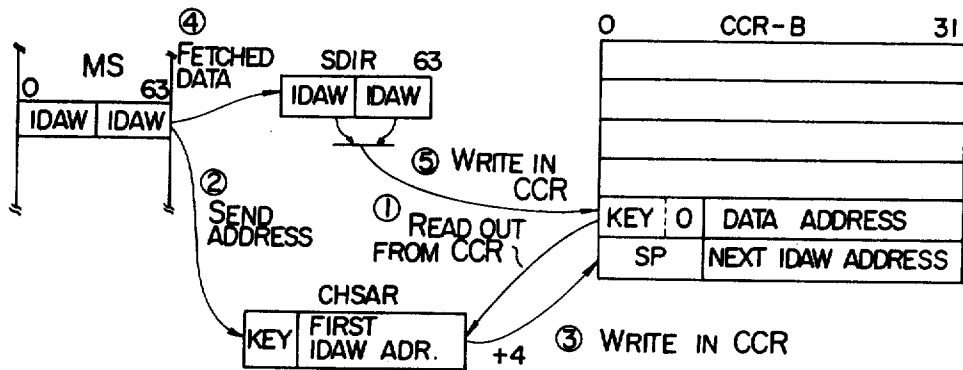 ④
FETCHED
DATA
MS
0 63
IDAW IDAW
SDIR 63
IDAW IDAW
0 CCR-B 31
⑤ WRITE IN
CCR
② SEND
ADDRESS
① READ OUT
FROM CCR
KEY 0 DATA ADDRESS
SP NEXT IDAW ADDRESS
CHSAR
KEY FIRST
IDAW ADR.
+4
③ WRITE IN CCR